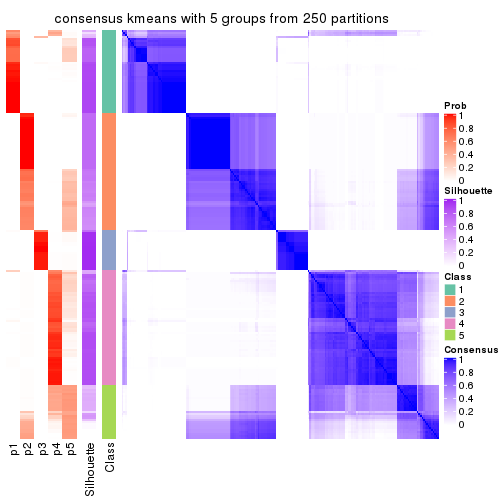 consensus kmeans with 5 groups from 250 partitions
p1
p2
p3
p4
p5
Silhouette
Class
Prob
1
0.8
0.6
0.4
0.2
0
Silhouette
1
0.8
0.6
0.4
0.2
0
Class
1
2
3
4
5
Consensus
1
0.8
0.6
0.4
0.2
0